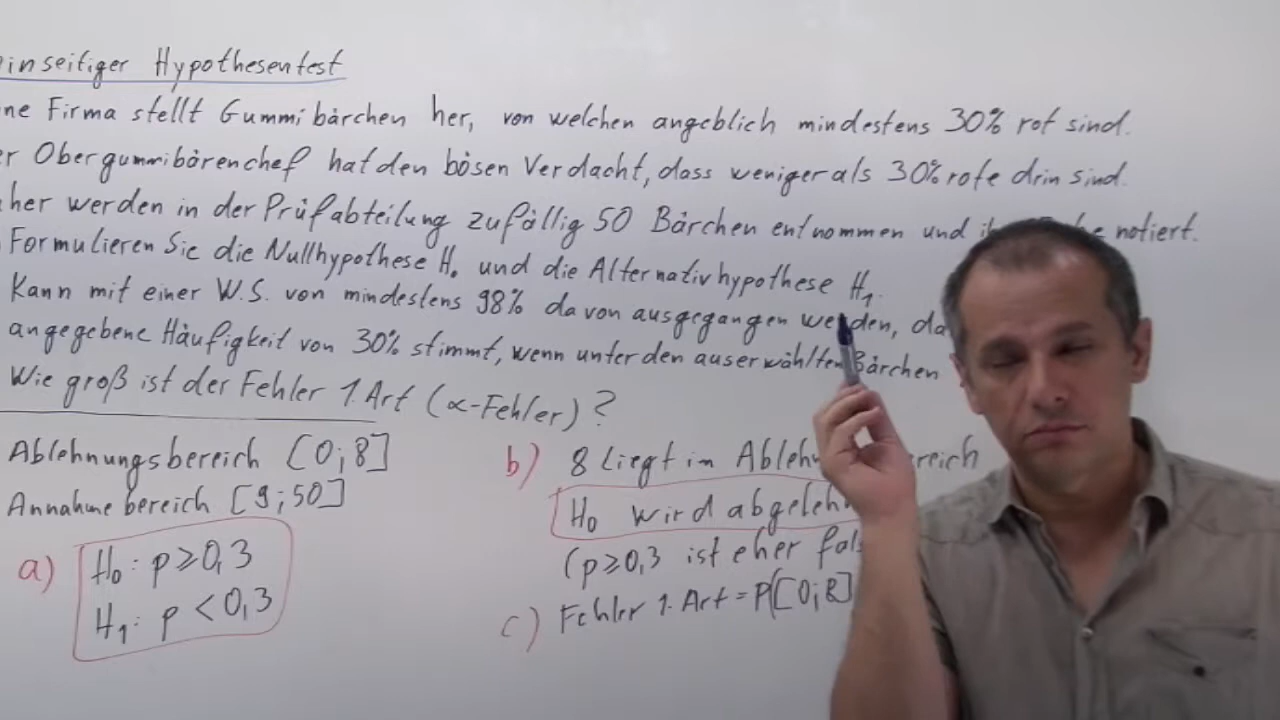 inseitiger Hypothesentest
ne Firma stellt Gummibärchen her, von welchen angeblich mindestens 30% rot sind.
r Obergummibärenchef hat den bösen Verdacht, dass weniger als 30% rote drin sind.
her werden in der Prüfabteilung zufällig 50 Bärchen entnommen und notiert.
Formulieren Sie die Nullhypothese H₀ und die Alternativhypothese H₁.
Kann mit einer W.S. von mindestens 98% davon ausgegangen werden, da
angegebene Häufigkeit von 30% stimmt, wenn unter den auserwählten Bärchen
Wie groß ist der Fehler 1. Art (α-Fehler)?
Ablehnungsbereich [0;8]
Annahmebereich [9;50]
a) H₀: p≥0,3
H₁: p<0,3
b) 8 liegt im Ableh reich
H₀ wird abgeleh
(p≥0,3 ist eher fal
c) Fehler 1. Art = P([0;8]